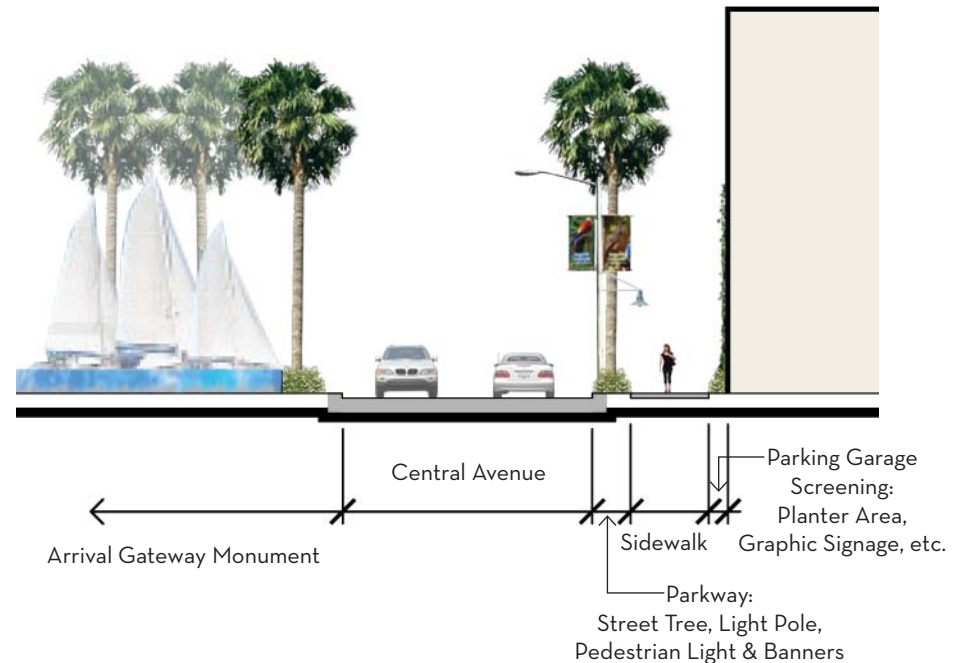 Central Avenue
Parking Garage
Screening:
Planter Area,
Graphic Signage, etc.
Sidewalk
Arrival Gateway Monument
Parkway:
Street Tree, Light Pole,
Pedestrian Light & Banners